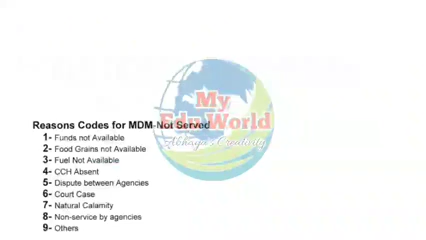 My
Edu World
Reasons Codes for MDM-Not Served
1- Funds not Available
2- Food Grains not Available
3- Fuel Not Available
4- CCH Absent
5- Dispute between Agencies
6- Court Case
7- Natural Calamity
8- Non-service by agencies
9- Others